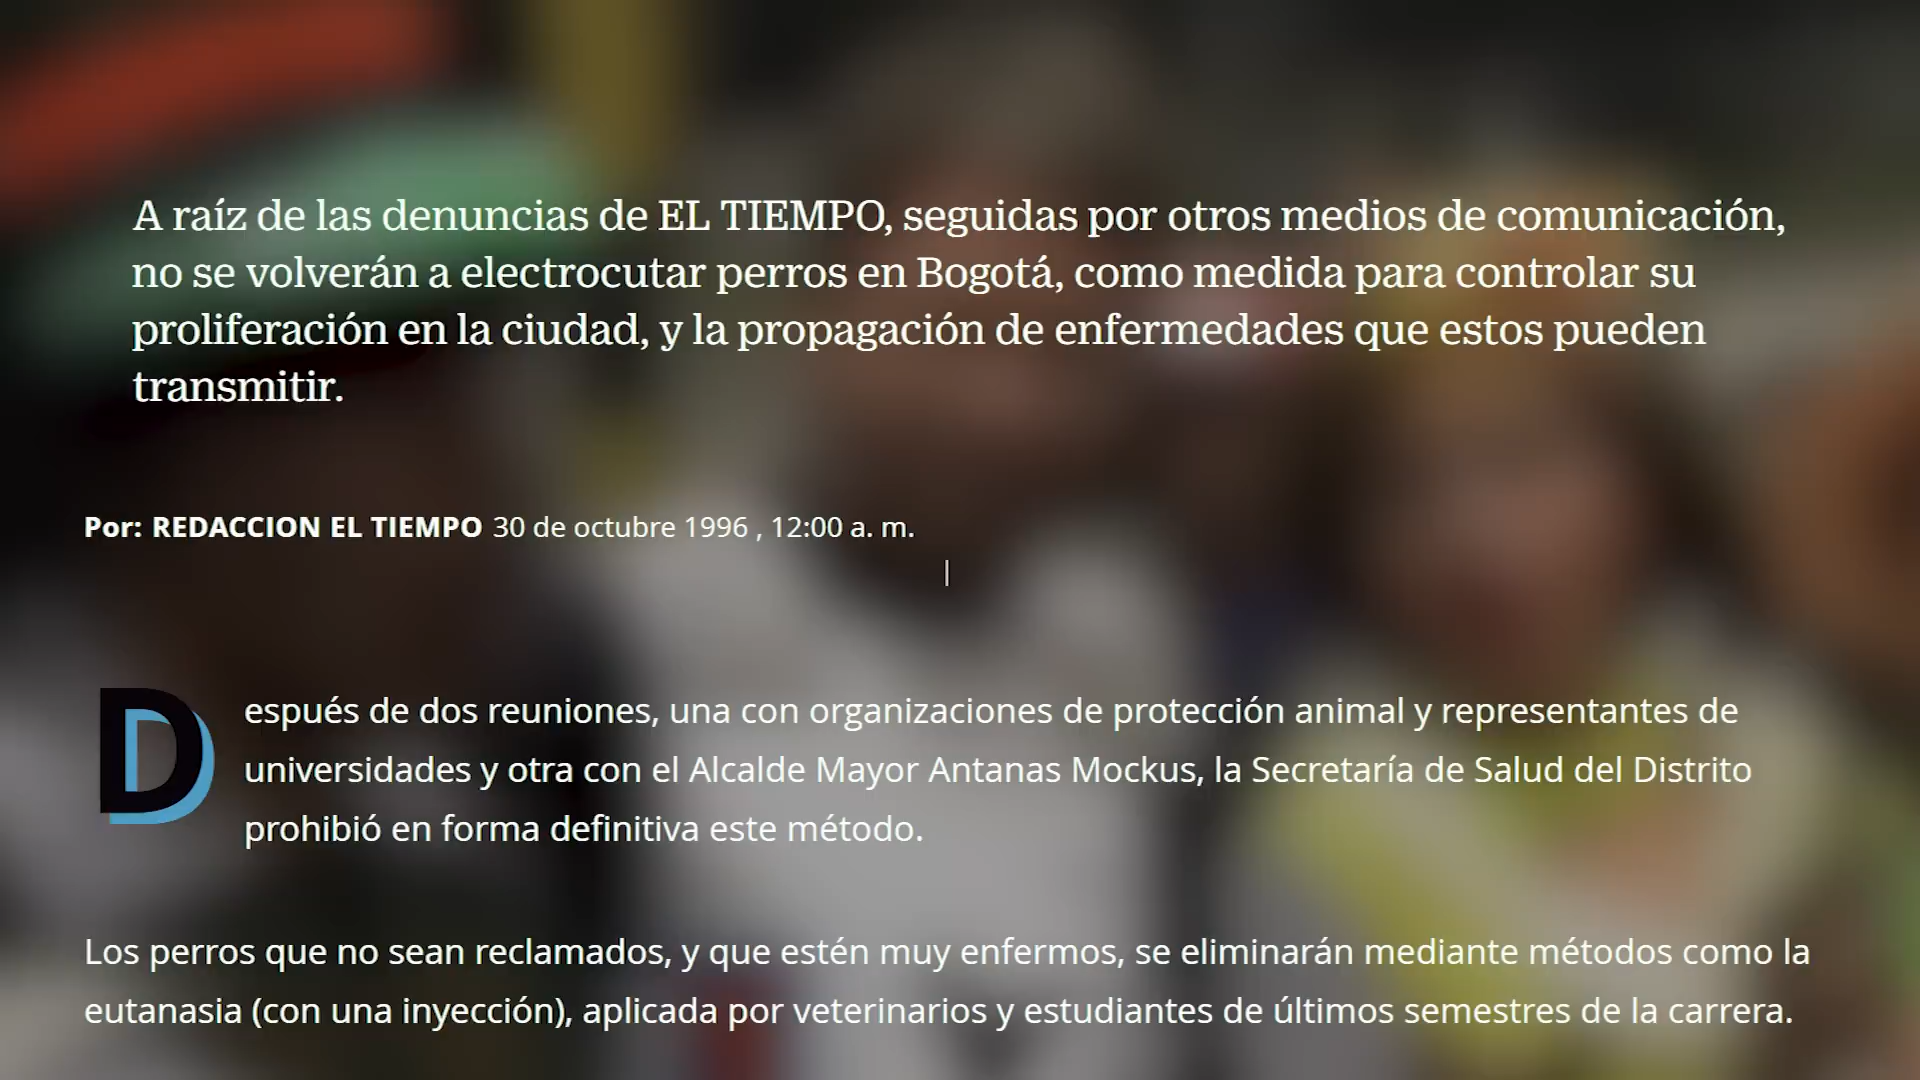 A raíz de las denuncias de EL TIEMPO, seguidas por otros medios de comunicación,
no se volverán a electrocutar perros en Bogotá, como medida para controlar su
proliferación en la ciudad, y la propagación de enfermedades que estos pueden
transmitir.
Por: REDACCION EL TIEMPO 30 de octubre 1996 , 12:00 a. m.
Después de dos reuniones, una con organizaciones de protección animal y representantes de
universidades y otra con el Alcalde Mayor Antanas Mockus, la Secretaría de Salud del Distrito
prohibió en forma definitiva este método.
Los perros que no sean reclamados, y que estén muy enfermos, se eliminarán mediante métodos como la
eutanasia (con una inyección), aplicada por veterinarios y estudiantes de últimos semestres de la carrera.